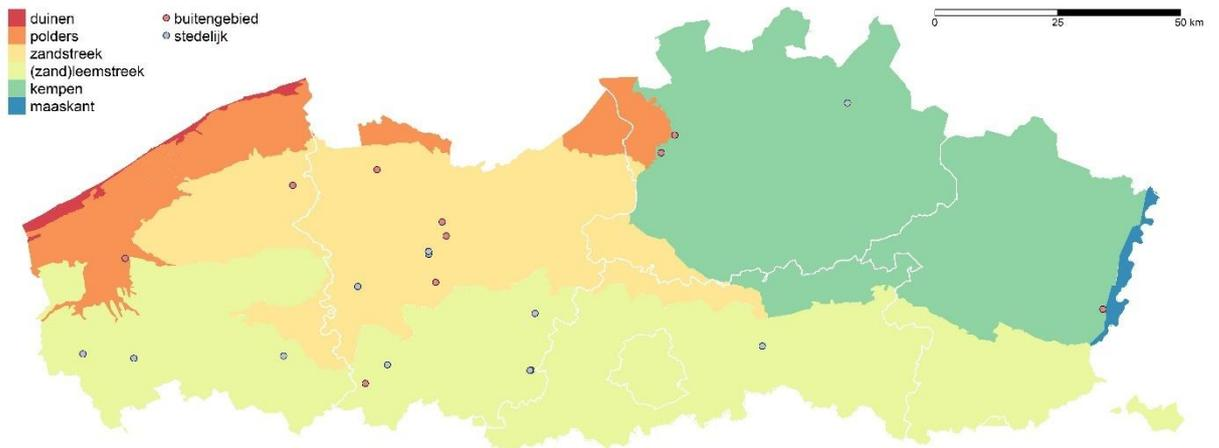 duinen
polders
zandstreek
(zand)leemstreek
kempen
maaskant
buitengebied
stedelijk
0 25 50 km